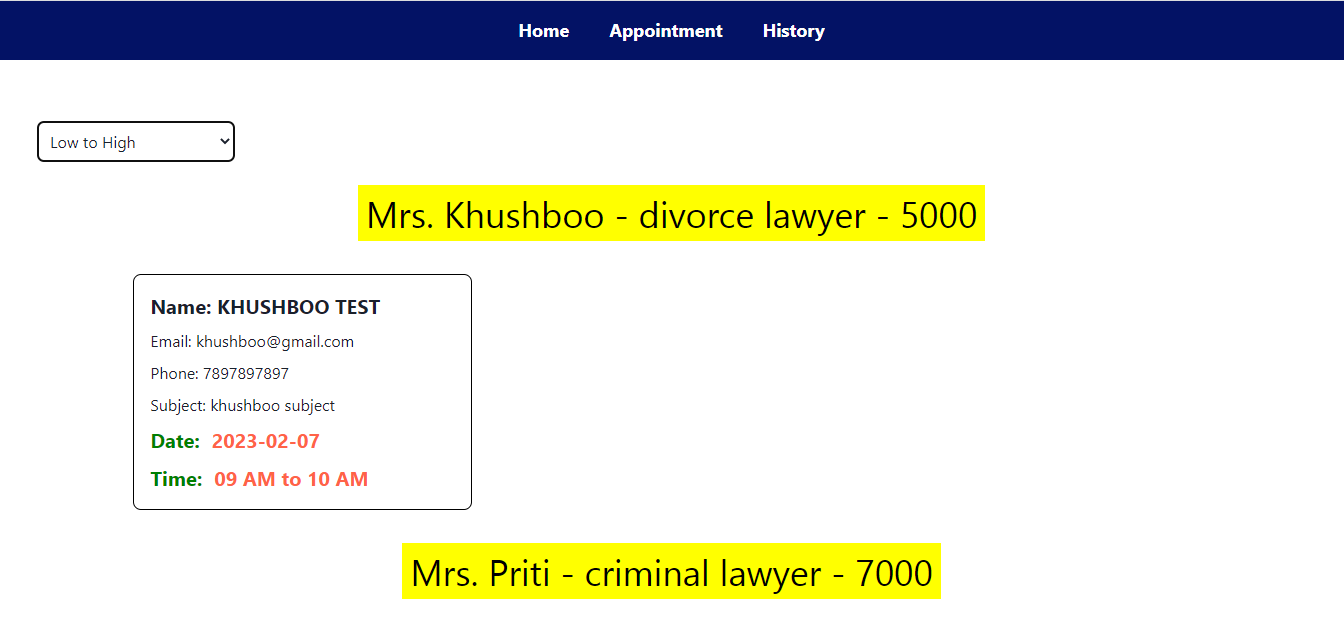 Home Appointment History
Low to High
Mrs. Khushboo - divorce lawyer - 5000
Name: KHUSHBOO TEST
Email: khushboo@gmail.com
Phone: 7897897897
Subject: khushboo subject
Date: 2023-02-07
Time: 09 AM to 10 AM
Mrs. Priti - criminal lawyer - 7000